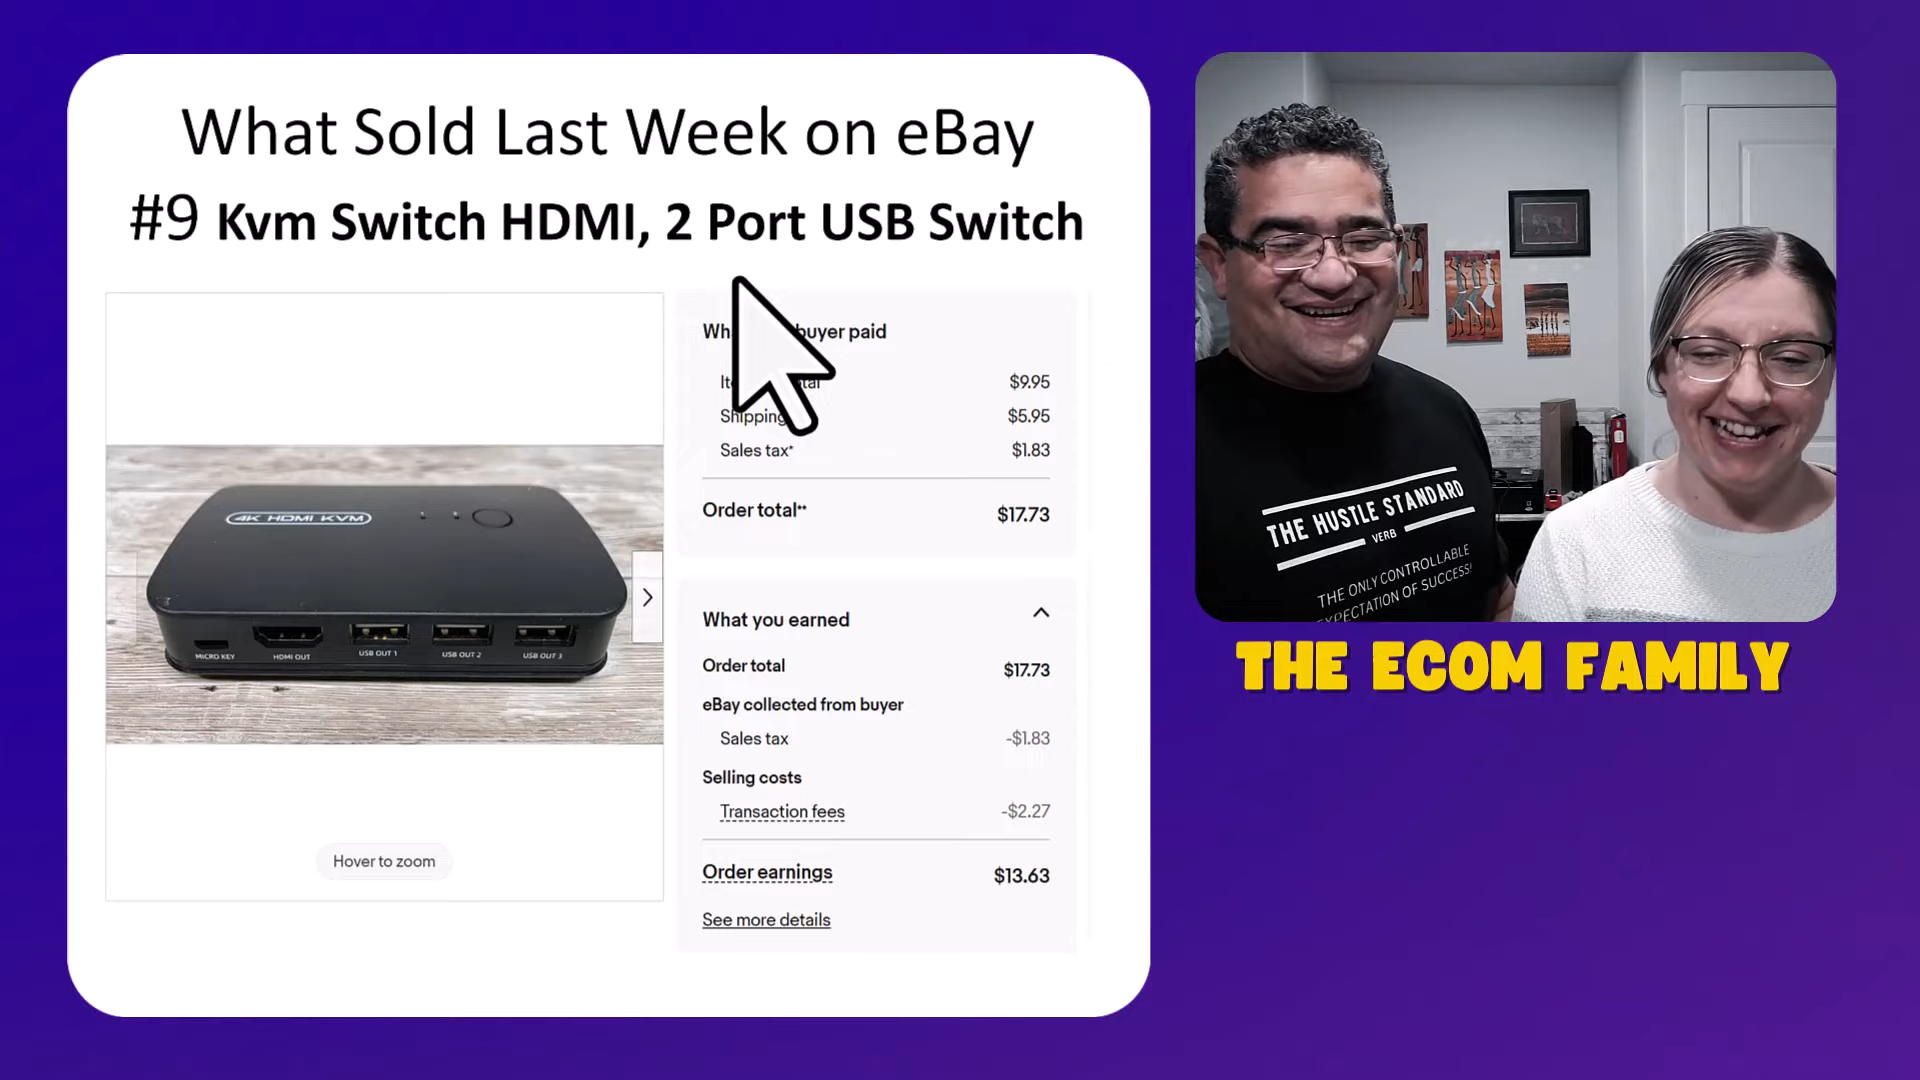 What Sold Last Week on eBay
#9 Kvm Switch HDMI, 2 Port USB Switch
4K HDMI KVM
MICRO KEY
HDMI OUT
USB OUT 1
USB OUT 2
USB OUT 3
Hover to zoom
buyer paid
$9.95
Shipping $5.95
Sales tax* $1.83
Order total** $17.73
What you earned
Order total $17.73
eBay collected from buyer
Sales tax -$1.83
Selling costs
Transaction fees -$2.27
Order earnings $13.63
See more details
THE HUSTLE STANDARD
VERB
THE ONLY CONTROLLABLE
EXPECTATION OF SUCCESS!
THE ECOM FAMILY